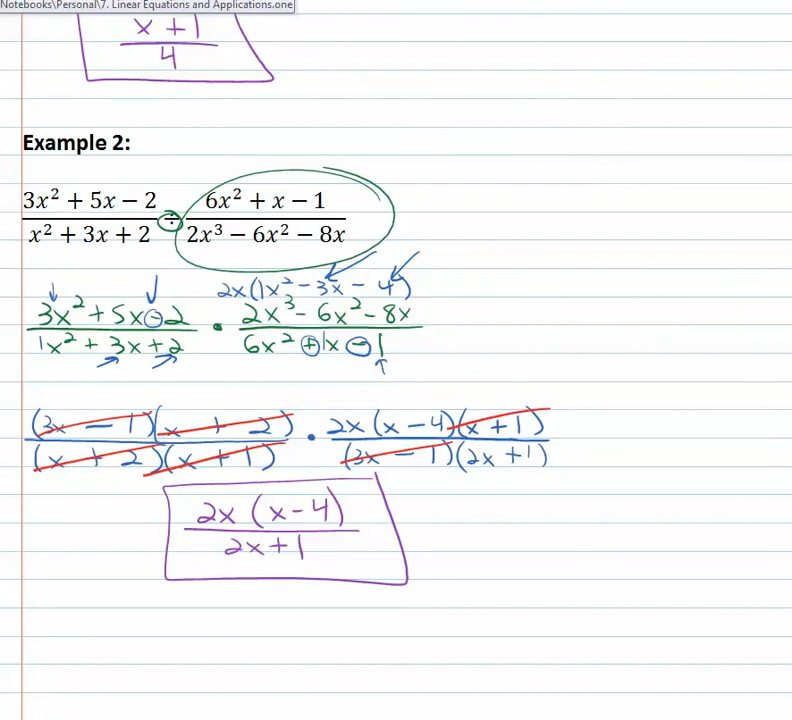 Notebooks\Personal\7. Linear Equations and Applications.one]
x + 1
4
Example 2:
3x² + 5x − 2 ÷ 6x² + x − 1
x² + 3x + 2 2x³ − 6x² − 8x
2x(1x² − 3x − 4)
3x² + 5x − 2 · 2x³ − 6x² − 8x
1x² + 3x + 2 6x² + 1x − 1
(3x − 1)(x + 2) · 2x(x − 4)(x + 1)
(x + 2)(x + 1) (3x − 1)(2x + 1)
2x (x − 4)
2x + 1